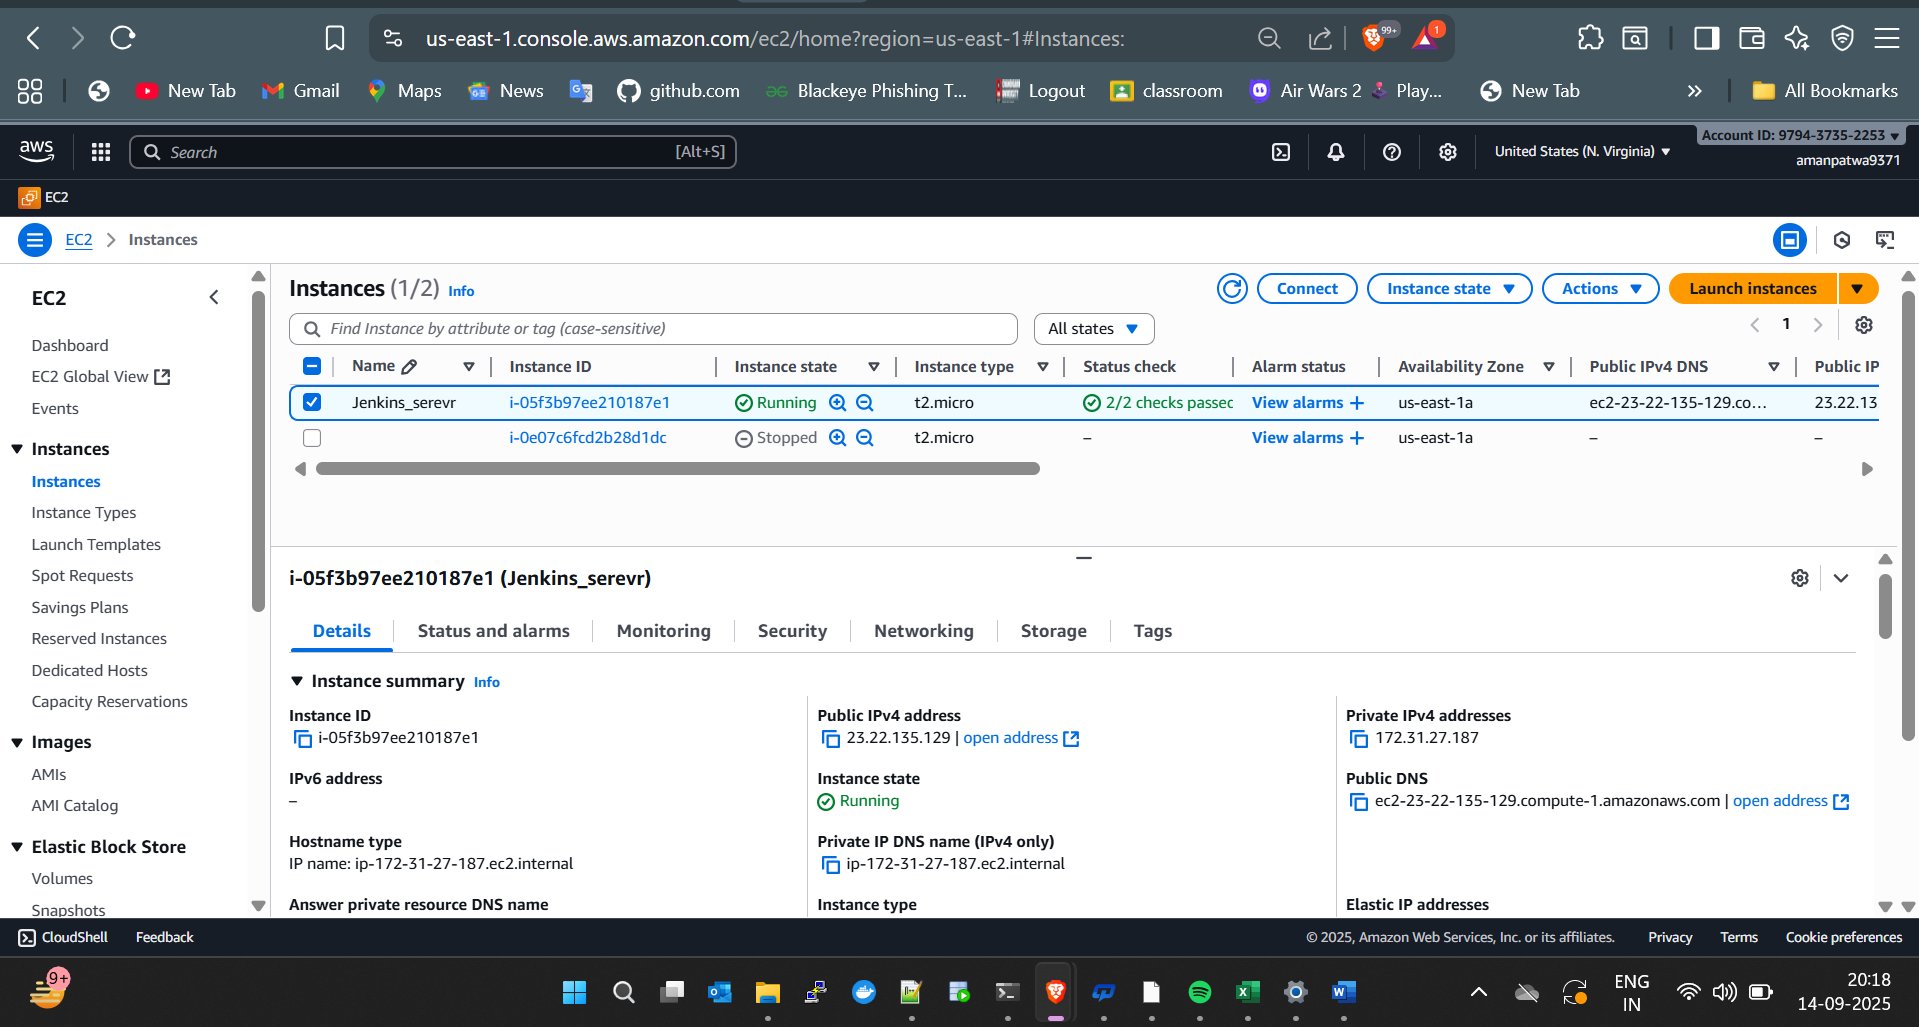 us-east-1.console.aws.amazon.com/ec2/home?region=us-east-1#Instances:
99+
1
New Tab
Gmail
Maps
News
github.com
Blackeye Phishing T...
Logout
classroom
Air Wars 2 Play...
New Tab
All Bookmarks
aws
Search
[Alt+S]
United States (N. Virginia)
Account ID: 9794-3735-2253
amanpatwa9371
EC2
EC2
Instances
EC2
Dashboard
EC2 Global View
Events
Instances
Instances
Instance Types
Launch Templates
Spot Requests
Savings Plans
Reserved Instances
Dedicated Hosts
Capacity Reservations
Images
AMIs
AMI Catalog
Elastic Block Store
Volumes
Snapshots
Instances (1/2) Info
Connect
Instance state
Actions
Launch instances
Find Instance by attribute or tag (case-sensitive)
All states
1
Name Instance ID Instance state Instance type Status check Alarm status Availability Zone Public IPv4 DNS Public IP
Jenkins_serevr i-05f3b97ee210187e1 Running t2.micro 2/2 checks passec View alarms + us-east-1a ec2-23-22-135-129.co... 23.22.13
i-0e07c6fcd2b28d1dc Stopped t2.micro – View alarms + us-east-1a – –
i-05f3b97ee210187e1 (Jenkins_serevr)
Details
Status and alarms
Monitoring
Security
Networking
Storage
Tags
Instance summary Info
Instance ID
i-05f3b97ee210187e1
IPv6 address
–
Hostname type
IP name: ip-172-31-27-187.ec2.internal
Answer private resource DNS name
Public IPv4 address
23.22.135.129 | open address
Instance state
Running
Private IP DNS name (IPv4 only)
ip-172-31-27-187.ec2.internal
Instance type
Private IPv4 addresses
172.31.27.187
Public DNS
ec2-23-22-135-129.compute-1.amazonaws.com | open address
Elastic IP addresses
CloudShell
Feedback
© 2025, Amazon Web Services, Inc. or its affiliates.
Privacy
Terms
Cookie preferences
9+
ENG
IN
20:18
14-09-2025